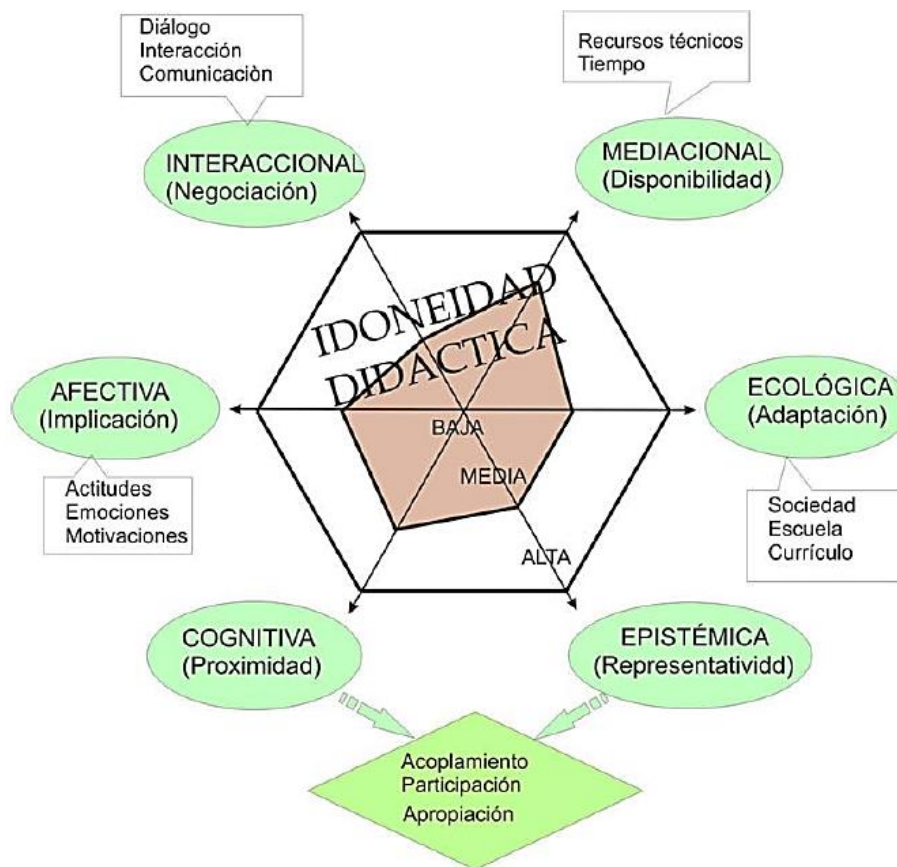 Diálogo
Interacción
Comunicaciòn
Recursos técnicos
Tiempo
INTERACCIONAL
(Negociación)
MEDIACIONAL
(Disponibilidad)
IDONEIDAD
DIDACTICA
AFECTIVA
(Implicación)
ECOLÓGICA
(Adaptación)
BAJA
MEDIA
ALTA
Actitudes
Emociones
Motivaciones
Sociedad
Escuela
Currículo
COGNITIVA
(Proximidad)
EPISTÉMICA
(Representatividd)
Acoplamiento
Participación
Apropiación